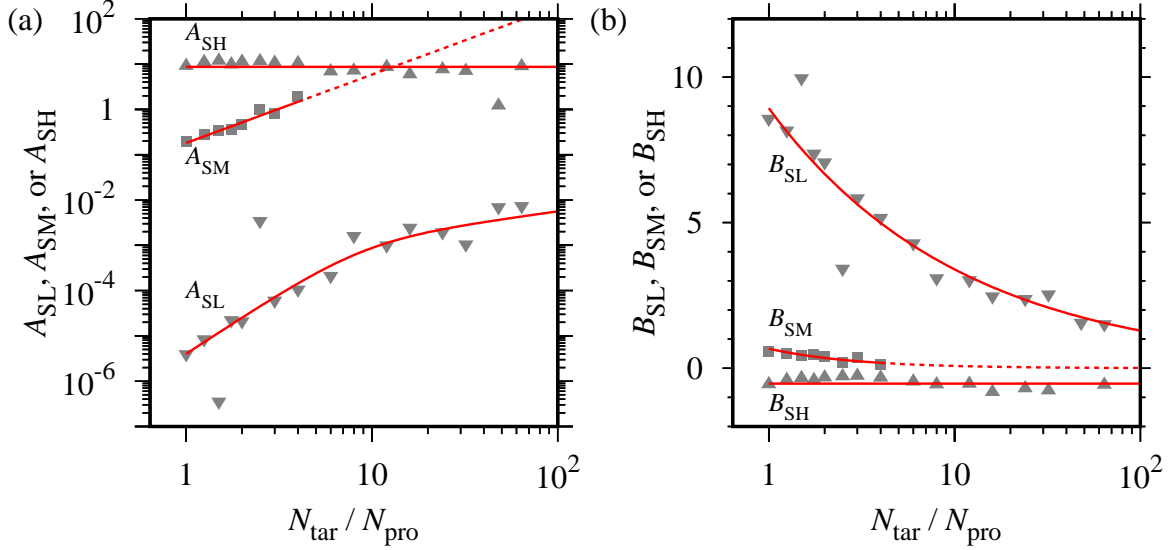 (a)
10²
1
10⁻²
10⁻⁴
10⁻⁶
A_SL, A_SM, or A_SH
A_SH
A_SM
A_SL
1
10
10²
N_tar / N_pro
(b)
10
5
0
B_SL, B_SM, or B_SH
B_SL
B_SM
B_SH
1
10
10²
N_tar / N_pro